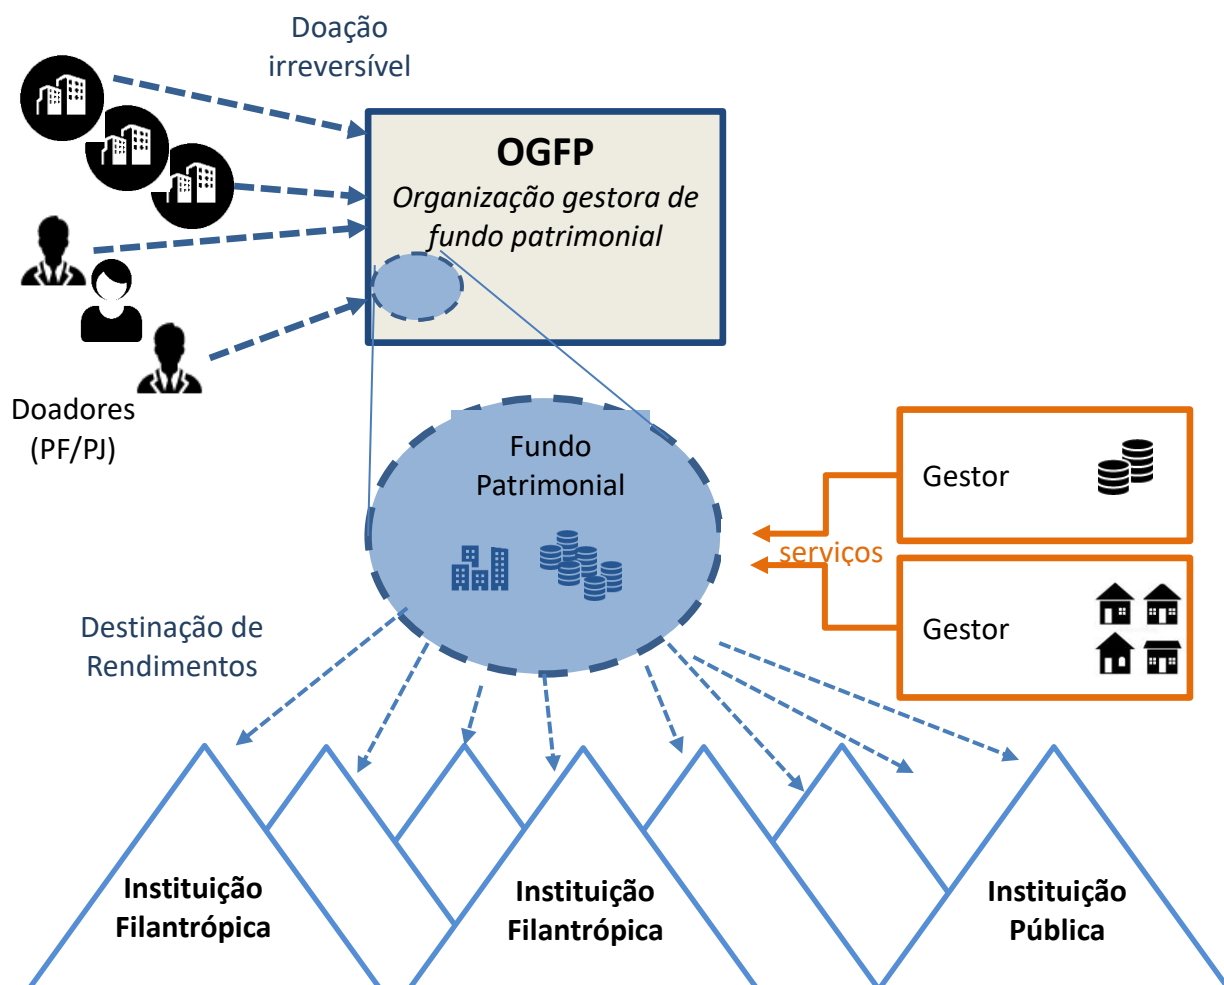 Doação
irreversível
OGFP
Organização gestora de
fundo patrimonial
Doadores
(PF/PJ)
Fundo
Patrimonial
Gestor
serviços
Gestor
Destinação de
Rendimentos
Instituição
Filantrópica
Instituição
Filantrópica
Instituição
Pública